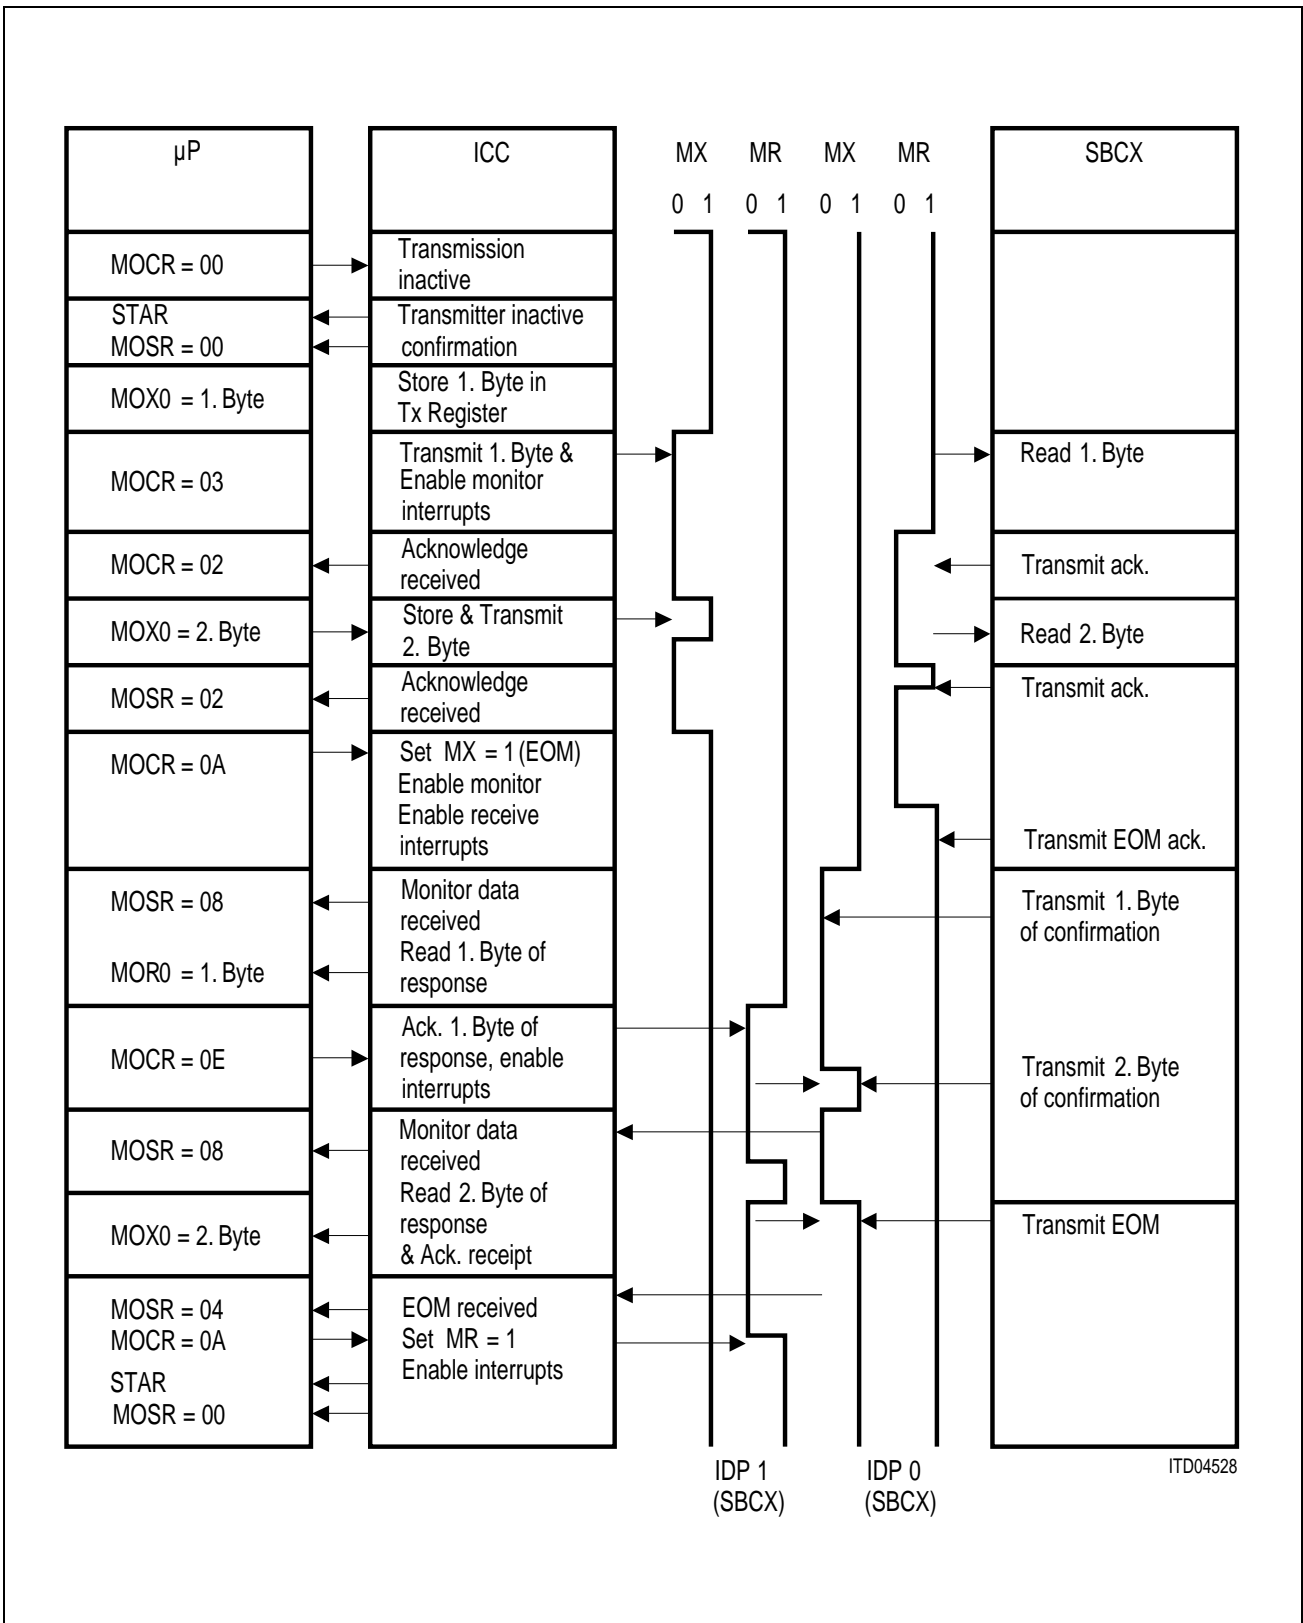 µP
ICC
MX MR MX MR
SBCX
0 1 0 1 0 1 0 1
MOCR = 00
Transmission
inactive
STAR
MOSR = 00
Transmitter inactive
confirmation
MOX0 = 1. Byte
Store 1. Byte in
Tx Register
MOCR = 03
Transmit 1. Byte &
Enable monitor
interrupts
Read 1. Byte
MOCR = 02
Acknowledge
received
Transmit ack.
MOX0 = 2. Byte
Store & Transmit
2. Byte
Read 2. Byte
MOSR = 02
Acknowledge
received
Transmit ack.
MOCR = 0A
Set MX = 1 (EOM)
Enable monitor
Enable receive
interrupts
Transmit EOM ack.
MOSR = 08
MOR0 = 1. Byte
Monitor data
received
Read 1. Byte of
response
Transmit 1. Byte
of confirmation
MOCR = 0E
Ack. 1. Byte of
response, enable
interrupts
Transmit 2. Byte
of confirmation
MOSR = 08
MOX0 = 2. Byte
Monitor data
received
Read 2. Byte of
response
& Ack. receipt
Transmit EOM
MOSR = 04
MOCR = 0A
STAR
MOSR = 00
EOM received
Set MR = 1
Enable interrupts
IDP 1
(SBCX)
IDP 0
(SBCX)
ITD04528